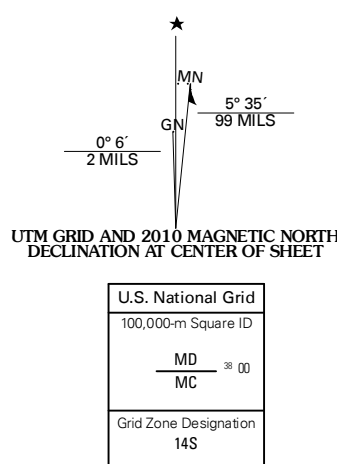 ★
MN
GN
5° 35´
99 MILS
0° 6´
2 MILS
UTM GRID AND 2010 MAGNETIC NORTH
DECLINATION AT CENTER OF SHEET
U.S. National Grid
100,000-m Square ID
MD
MC
38 00
Grid Zone Designation
14S